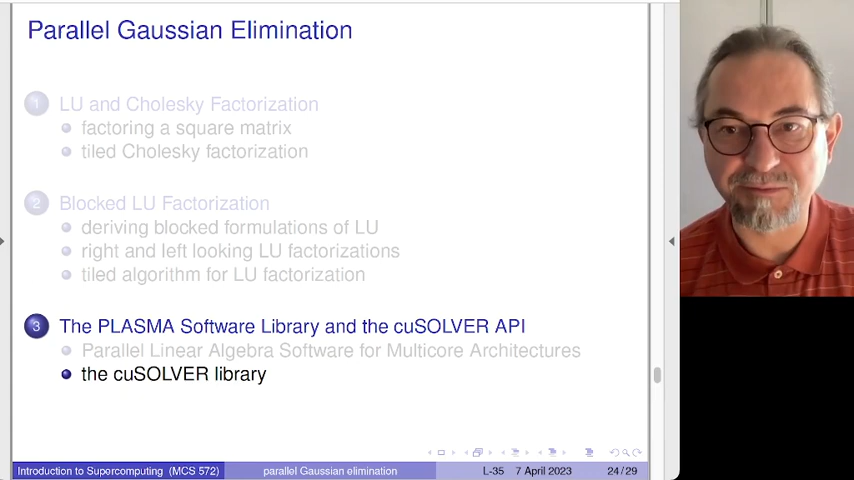 Parallel Gaussian Elimination
1 LU and Cholesky Factorization
factoring a square matrix
tiled Cholesky factorization
2 Blocked LU Factorization
deriving blocked formulations of LU
right and left looking LU factorizations
tiled algorithm for LU factorization
3 The PLASMA Software Library and the cuSOLVER API
Parallel Linear Algebra Software for Multicore Architectures
the cuSOLVER library
Introduction to Supercomputing (MCS 572) parallel Gaussian elimination L-35 7 April 2023 24/29